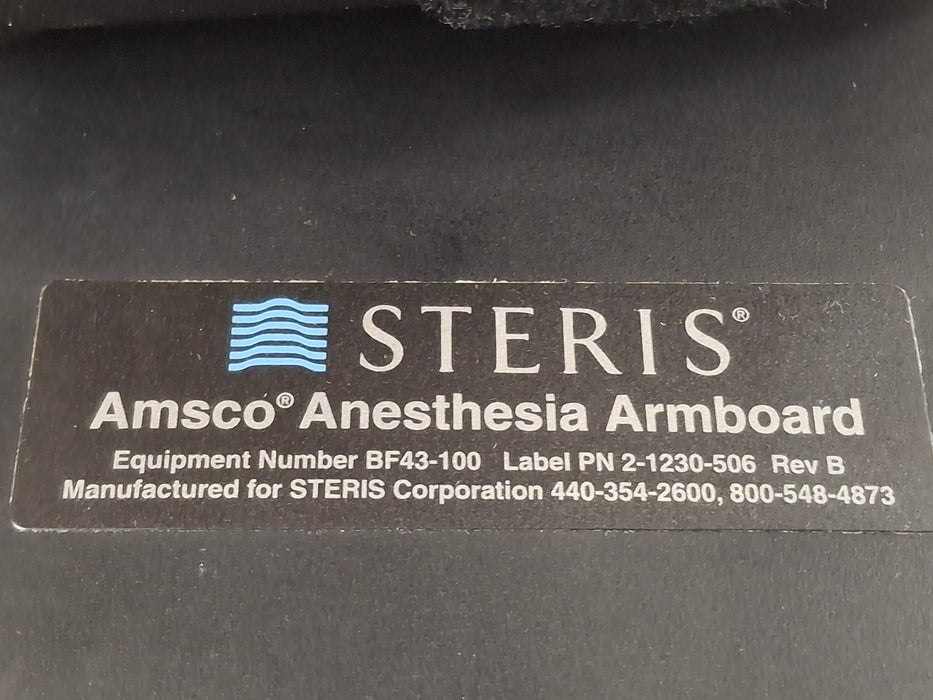 STERIS®
Amsco® Anesthesia Armboard
Equipment Number BF43-100 Label PN 2-1230-506 Rev B
Manufactured for STERIS Corporation 440-354-2600, 800-548-4873